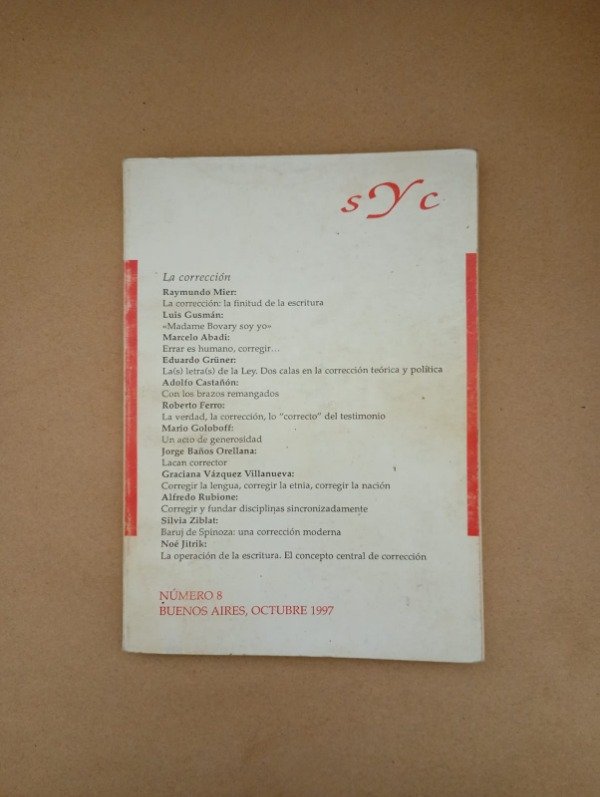 sYc
La corrección
Raymundo Mier:
La corrección: la finitud de la escritura
Luis Gusmán:
«Madame Bovary soy yo»
Marcelo Abadi:
Errar es humano, corregir…
Eduardo Grüner:
La(s) letra(s) de la Ley. Dos calas en la corrección teórica y política
Adolfo Castañón:
Con los brazos remangados
Roberto Ferro:
La verdad, la corrección, lo "correcto" del testimonio
Mario Goloboff:
Un acto de generosidad
Jorge Baños Orellana:
Lacan corrector
Graciana Vázquez Villanueva:
Corregir la lengua, corregir la etnia, corregir la nación
Alfredo Rubione:
Corregir y fundar disciplinas sincronizadamente
Silvia Ziblat:
Baruj de Spinoza: una corrección moderna
Noé Jitrik:
La operación de la escritura. El concepto central de corrección
NÚMERO 8
BUENOS AIRES, OCTUBRE 1997